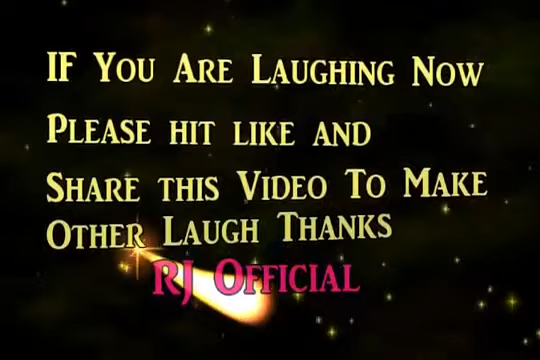 IF You Are Laughing Now
Please hit like and
Share this Video To Make
Other Laugh Thanks
RJ Official